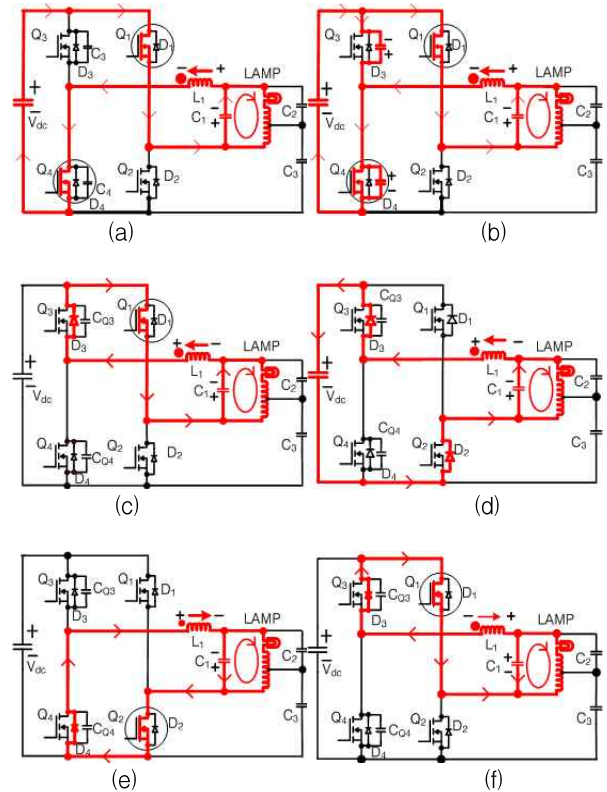 Q3 C3 D3 Q1 D1
LAMP
+ − Vdc
− + L1
− C1 + C2
C3
Q4 C4 D4 Q2 D2
(a)
Q3 + − D3 Q1 D1
LAMP
+ − Vdc
− + L1
− C1 + C2
C3
Q4 + − D4 Q2 D2
(b)
Q3 CQ3 D3 Q1 D1
LAMP
+ − Vdc
+ − L1
− C1 + C2
C3
Q4 CQ4 D4 Q2 D2
(c)
Q3 CQ3 D3 Q1 D1
LAMP
+ − Vdc
+ − L1
− C1 + C2
C3
Q4 CQ4 D4 Q2 D2
(d)
Q3 CQ3 D3 Q1 D1
LAMP
+ − Vdc
+ − L1
− C1 + C2
C3
Q4 CQ4 D4 Q2 D2
(e)
Q3 CQ3 D3 Q1 D1
LAMP
+ − Vdc
− + L1
+ C1 − C2
C3
Q4 CQ4 D4 Q2 D2
(f)